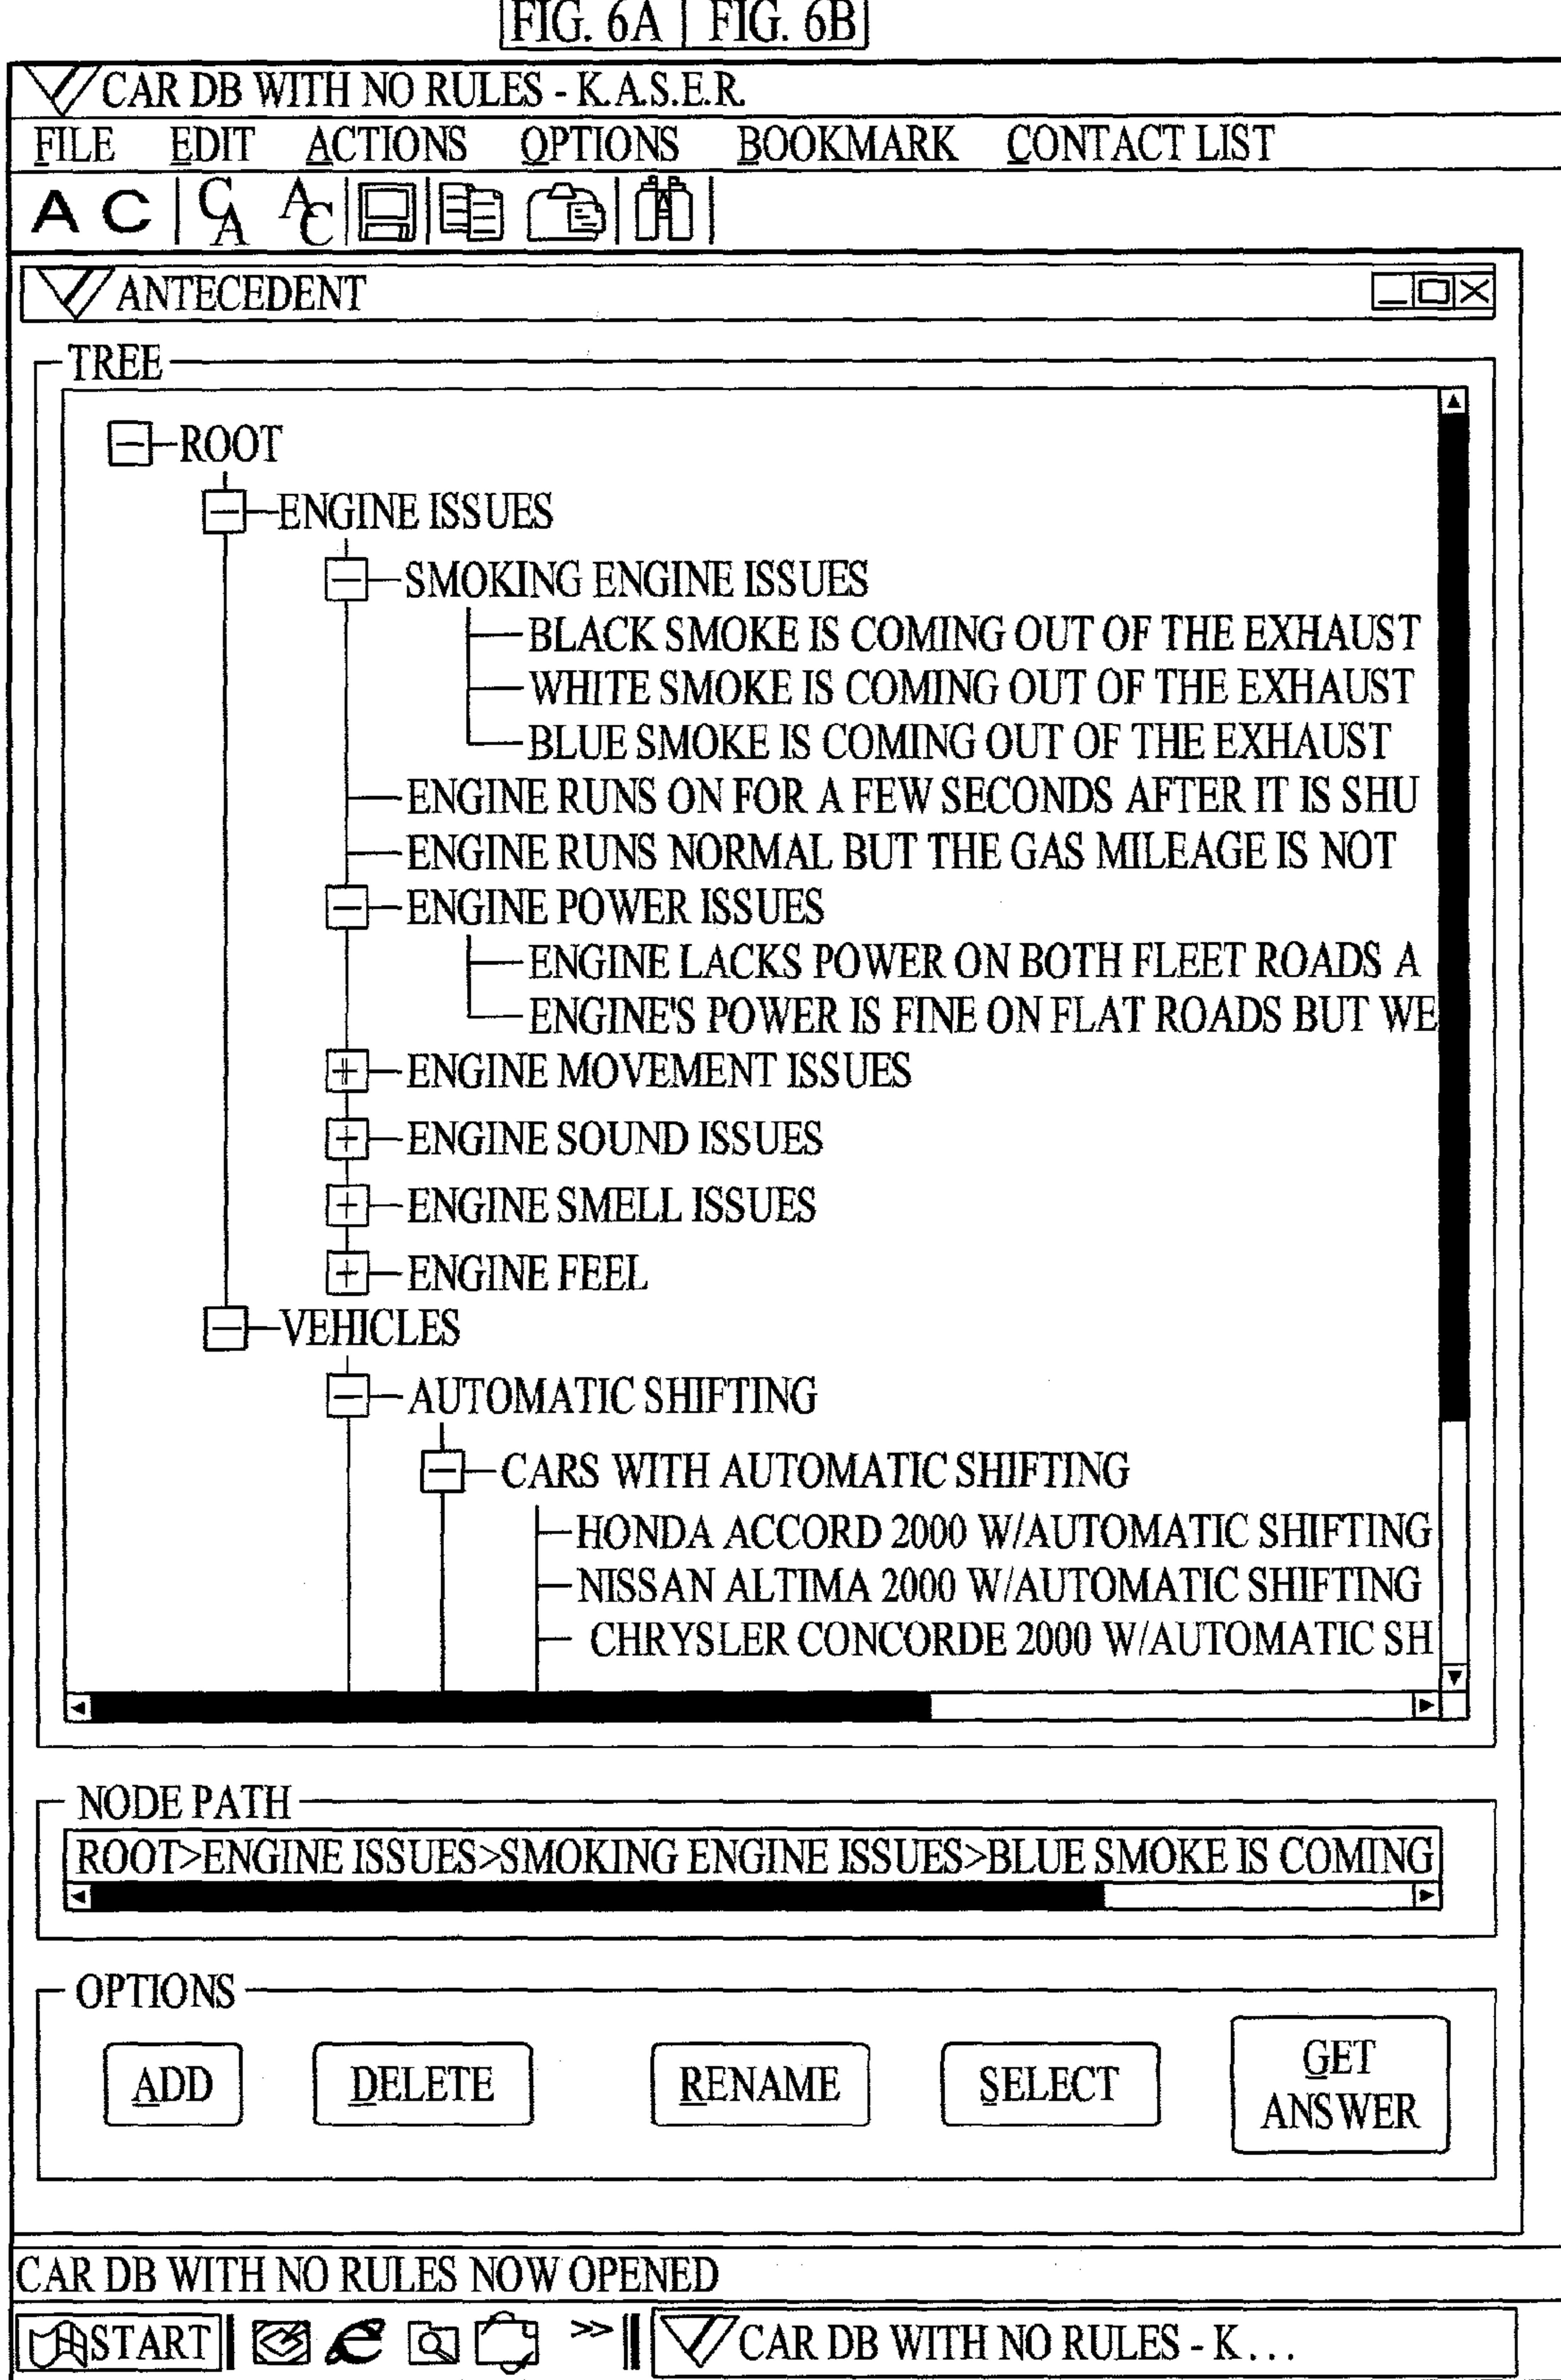 FIG. 6A | FIG. 6B
CAR DB WITH NO RULES - K.A.S.E.R.
FILE EDIT ACTIONS OPTIONS BOOKMARK CONTACT LIST
A C C A A C
ANTECEDENT
TREE
ROOT
ENGINE ISSUES
SMOKING ENGINE ISSUES
BLACK SMOKE IS COMING OUT OF THE EXHAUST
WHITE SMOKE IS COMING OUT OF THE EXHAUST
BLUE SMOKE IS COMING OUT OF THE EXHAUST
ENGINE RUNS ON FOR A FEW SECONDS AFTER IT IS SHU
ENGINE RUNS NORMAL BUT THE GAS MILEAGE IS NOT
ENGINE POWER ISSUES
ENGINE LACKS POWER ON BOTH FLEET ROADS A
ENGINE'S POWER IS FINE ON FLAT ROADS BUT WE
ENGINE MOVEMENT ISSUES
ENGINE SOUND ISSUES
ENGINE SMELL ISSUES
ENGINE FEEL
VEHICLES
AUTOMATIC SHIFTING
CARS WITH AUTOMATIC SHIFTING
HONDA ACCORD 2000 W/AUTOMATIC SHIFTING
NISSAN ALTIMA 2000 W/AUTOMATIC SHIFTING
CHRYSLER CONCORDE 2000 W/AUTOMATIC SH
NODE PATH
ROOT>ENGINE ISSUES>SMOKING ENGINE ISSUES>BLUE SMOKE IS COMING
OPTIONS
ADD DELETE RENAME SELECT GET
ANSWER
CAR DB WITH NO RULES NOW OPENED
START e >> CAR DB WITH NO RULES - K...